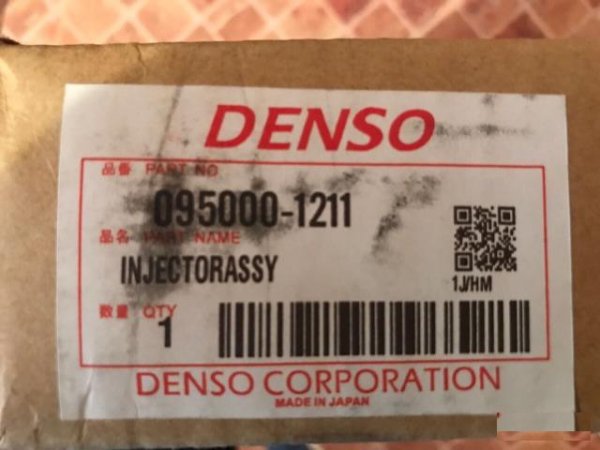 DENSO
品番 PART NO
095000-1211
品名 PART NAME
INJECTORASSY
1J/HM
数量 QTY
1
DENSO CORPORATION
MADE IN JAPAN